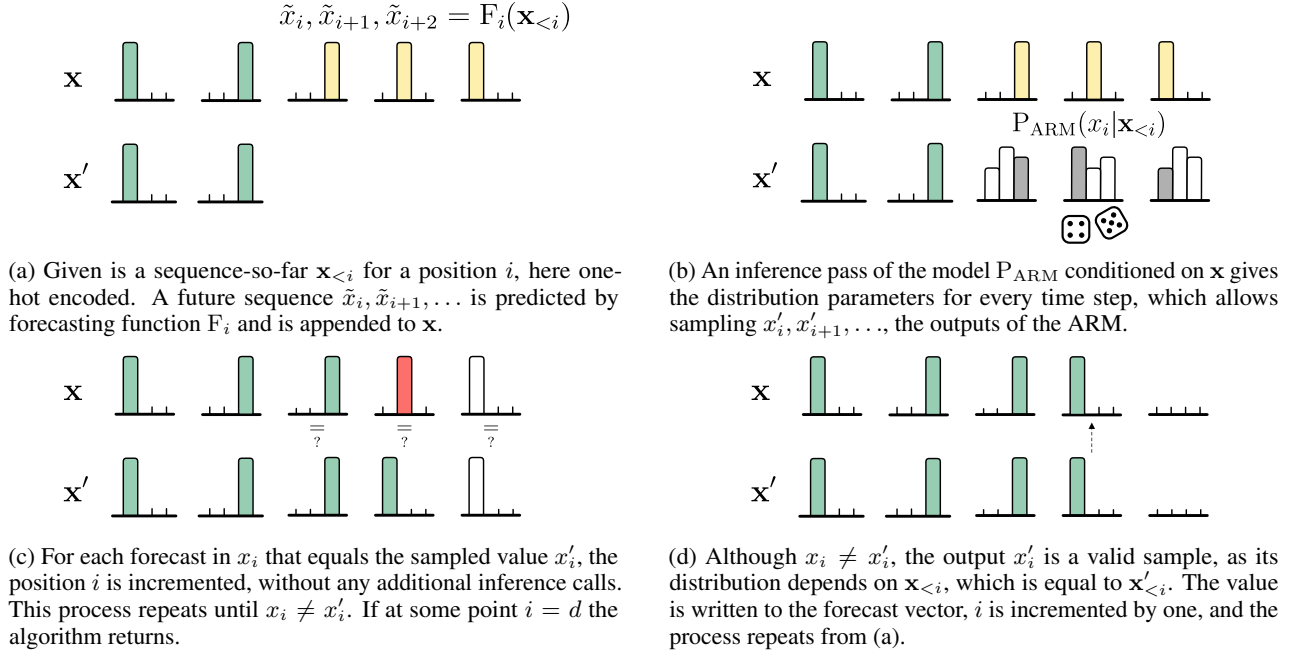 x̃_i, x̃_{i+1}, x̃_{i+2} = F_i(x_{<i})
x
x′
(a) Given is a sequence-so-far x_{<i} for a position i, here one-
hot encoded. A future sequence x̃_i, x̃_{i+1}, . . . is predicted by
forecasting function F_i and is appended to x.
x
P_ARM(x_i|x_{<i})
x′
(b) An inference pass of the model P_ARM conditioned on x gives
the distribution parameters for every time step, which allows
sampling x′_i, x′_{i+1}, . . ., the outputs of the ARM.
x
= ? = ? = ?
x′
(c) For each forecast in x_i that equals the sampled value x′_i, the
position i is incremented, without any additional inference calls.
This process repeats until x_i ≠ x′_i. If at some point i = d the
algorithm returns.
x
x′
(d) Although x_i ≠ x′_i, the output x′_i is a valid sample, as its
distribution depends on x_{<i}, which is equal to x′_{<i}. The value
is written to the forecast vector, i is incremented by one, and the
process repeats from (a).